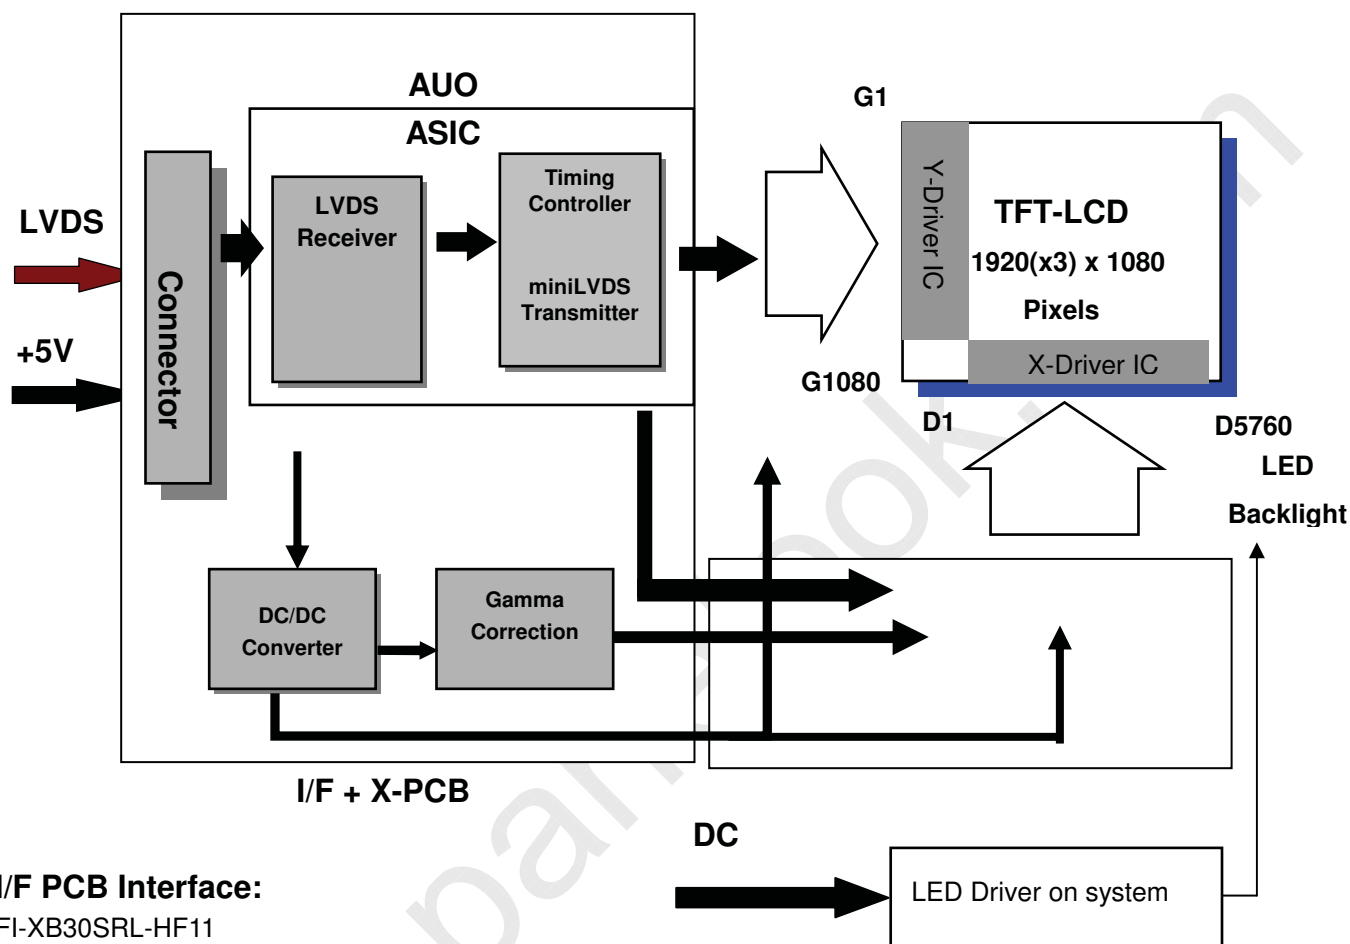 AUO
ASIC
G1
LVDS
+5V
Connector
LVDS
Receiver
Timing
Controller
miniLVDS
Transmitter
Y-Driver IC
TFT-LCD
1920(x3) x 1080
Pixels
X-Driver IC
G1080
D1
D5760
LED
Backlight
DC/DC
Converter
Gamma
Correction
I/F + X-PCB
DC
LED Driver on system
I/F PCB Interface:
FI-XB30SRL-HF11